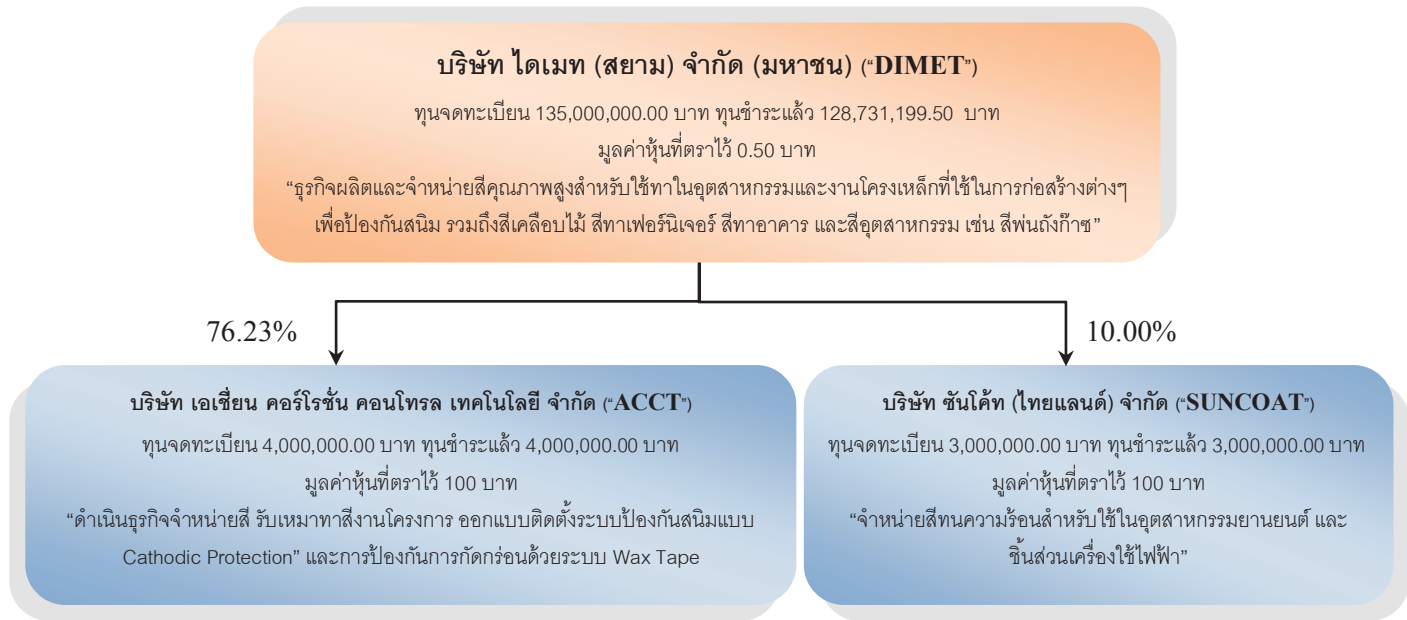 บริษัท ไดเมท (สยาม) จำกัด (มหาชน) (“DIMET”)
ทุนจดทะเบียน 135,000,000.00 บาท ทุนชำระแล้ว 128,731,199.50 บาท
มูลค่าหุ้นที่ตราไว้ 0.50 บาท
“ธุรกิจผลิตและจำหน่ายสีคุณภาพสูงสำหรับใช้ทาในอุตสาหกรรมและงานโครงเหล็กที่ใช้ในการก่อสร้างต่างๆ
เพื่อป้องกันสนิม รวมถึงสีเคลือบไม้ สีทาเฟอร์นิเจอร์ สีทาอาคาร และสีอุตสาหกรรม เช่น สีพ่นถังก๊าซ”
76.23%
10.00%
บริษัท เอเชี่ยน คอร์โรชั่น คอนโทรล เทคโนโลยี จำกัด (“ACCT”)
ทุนจดทะเบียน 4,000,000.00 บาท ทุนชำระแล้ว 4,000,000.00 บาท
มูลค่าหุ้นที่ตราไว้ 100 บาท
“ดำเนินธุรกิจจำหน่ายสี รับเหมาทาสีงานโครงการ ออกแบบติดตั้งระบบป้องกันสนิมแบบ
Cathodic Protection” และการป้องกันการกัดกร่อนด้วยระบบ Wax Tape
บริษัท ซันโค้ท (ไทยแลนด์) จำกัด (“SUNCOAT”)
ทุนจดทะเบียน 3,000,000.00 บาท ทุนชำระแล้ว 3,000,000.00 บาท
มูลค่าหุ้นที่ตราไว้ 100 บาท
“จำหน่ายสีทนความร้อนสำหรับใช้ในอุตสาหกรรมยานยนต์ และ
ชิ้นส่วนเครื่องใช้ไฟฟ้า”